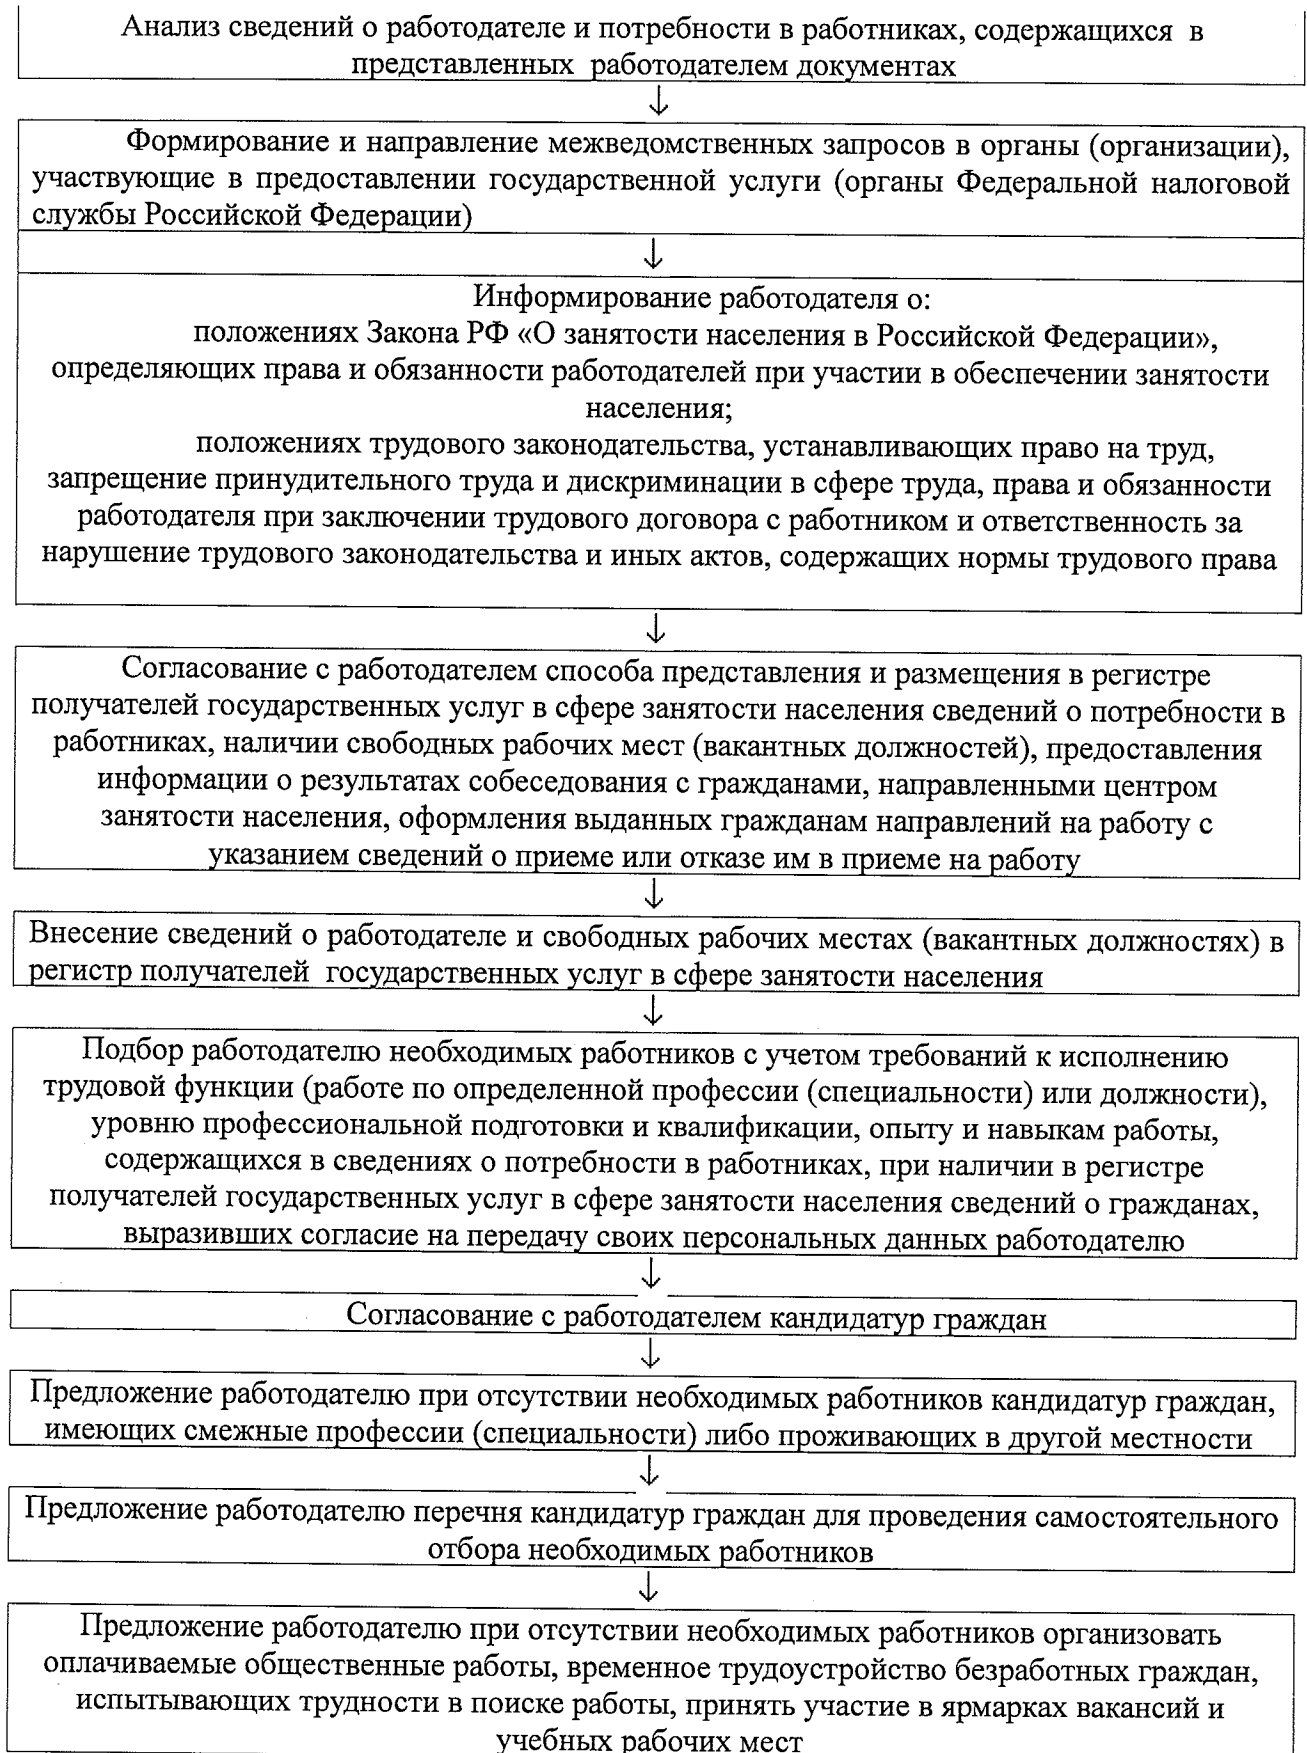 Анализ сведений о работодателе и потребности в работниках, содержащихся в
представленных работодателем документах
↓
Формирование и направление межведомственных запросов в органы (организации),
участвующие в предоставлении государственной услуги (органы Федеральной налоговой
службы Российской Федерации)
↓
Информирование работодателя о:
положениях Закона РФ «О занятости населения в Российской Федерации»,
определяющих права и обязанности работодателей при участии в обеспечении занятости
населения;
положениях трудового законодательства, устанавливающих право на труд,
запрещение принудительного труда и дискриминации в сфере труда, права и обязанности
работодателя при заключении трудового договора с работником и ответственность за
нарушение трудового законодательства и иных актов, содержащих нормы трудового права
↓
Согласование с работодателем способа представления и размещения в регистре
получателей государственных услуг в сфере занятости населения сведений о потребности в
работниках, наличии свободных рабочих мест (вакантных должностей), предоставления
информации о результатах собеседования с гражданами, направленными центром
занятости населения, оформления выданных гражданам направлений на работу с
указанием сведений о приеме или отказе им в приеме на работу
↓
Внесение сведений о работодателе и свободных рабочих местах (вакантных должностях) в
регистр получателей государственных услуг в сфере занятости населения
↓
Подбор работодателю необходимых работников с учетом требований к исполнению
трудовой функции (работе по определенной профессии (специальности) или должности),
уровню профессиональной подготовки и квалификации, опыту и навыкам работы,
содержащихся в сведениях о потребности в работниках, при наличии в регистре
получателей государственных услуг в сфере занятости населения сведений о гражданах,
выразивших согласие на передачу своих персональных данных работодателю
↓
Согласование с работодателем кандидатур граждан
↓
Предложение работодателю при отсутствии необходимых работников кандидатур граждан,
имеющих смежные профессии (специальности) либо проживающих в другой местности
↓
Предложение работодателю перечня кандидатур граждан для проведения самостоятельного
отбора необходимых работников
↓
Предложение работодателю при отсутствии необходимых работников организовать
оплачиваемые общественные работы, временное трудоустройство безработных граждан,
испытывающих трудности в поиске работы, принять участие в ярмарках вакансий и
учебных рабочих мест